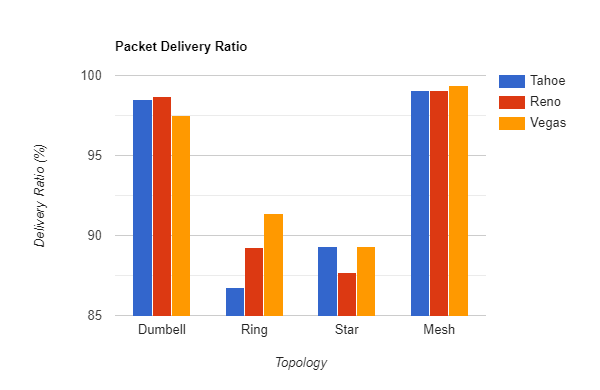 Packet Delivery Ratio
100
95
90
85
Delivery Ratio (%)
Dumbell
Ring
Star
Mesh
Topology
Tahoe
Reno
Vegas